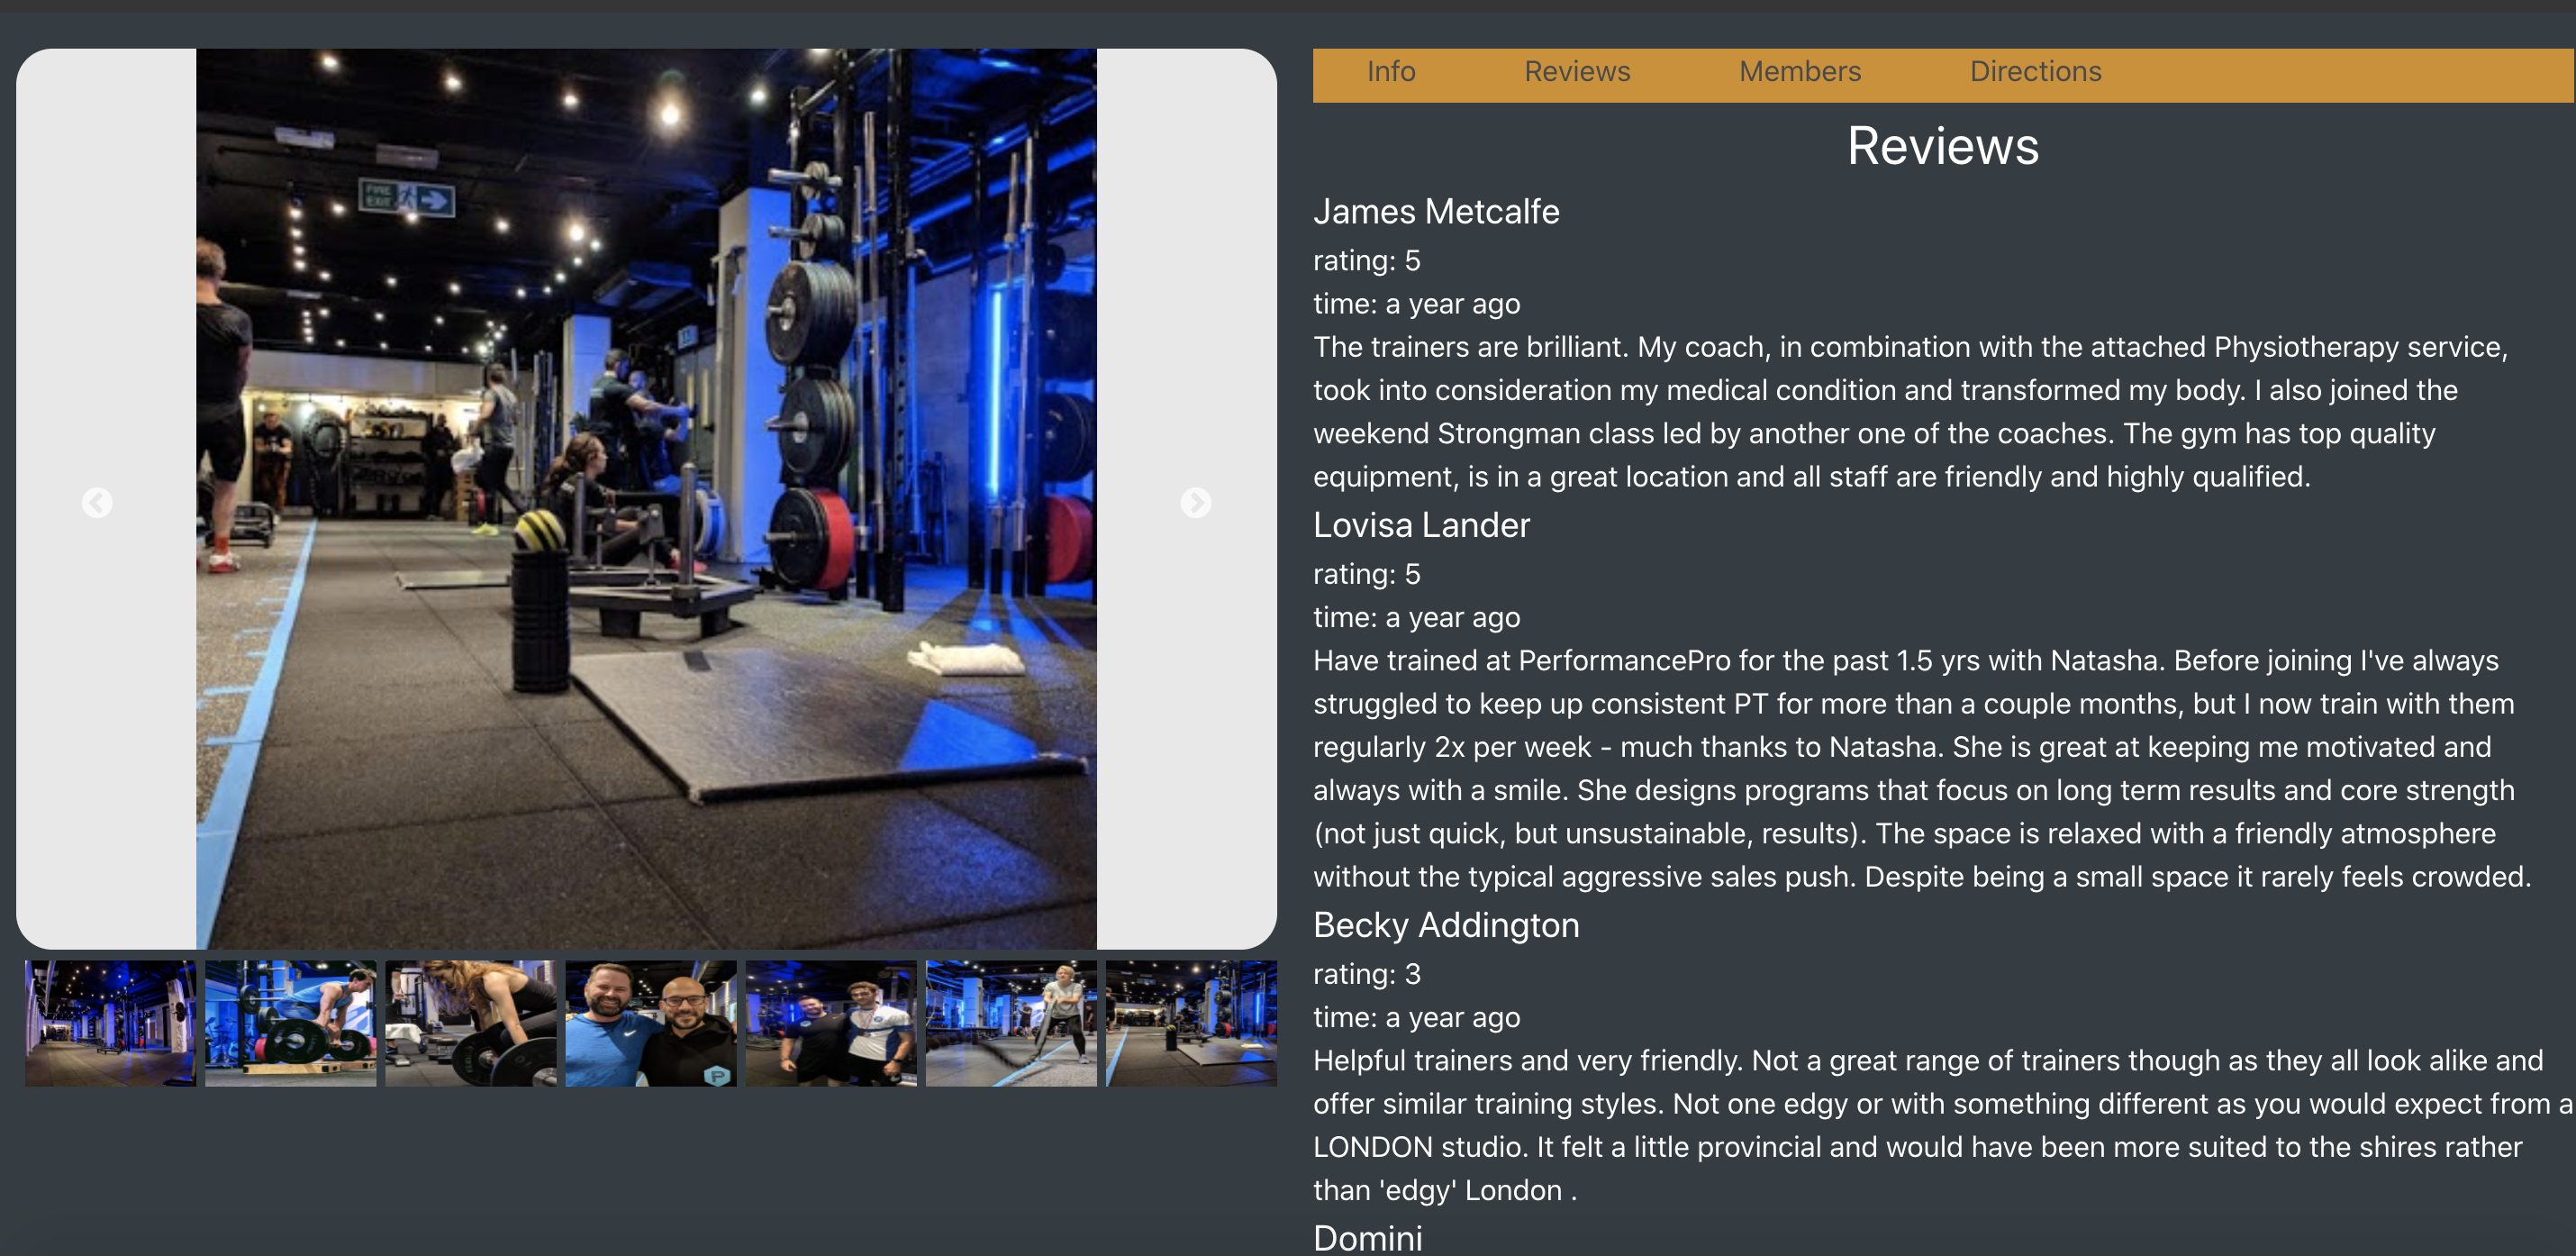 FIRE
EXIT
Info
Reviews
Members
Directions
Reviews
James Metcalfe
rating: 5
time: a year ago
The trainers are brilliant. My coach, in combination with the attached Physiotherapy service,
took into consideration my medical condition and transformed my body. I also joined the
weekend Strongman class led by another one of the coaches. The gym has top quality
equipment, is in a great location and all staff are friendly and highly qualified.
Lovisa Lander
rating: 5
time: a year ago
Have trained at PerformancePro for the past 1.5 yrs with Natasha. Before joining I've always
struggled to keep up consistent PT for more than a couple months, but I now train with them
regularly 2x per week - much thanks to Natasha. She is great at keeping me motivated and
always with a smile. She designs programs that focus on long term results and core strength
(not just quick, but unsustainable, results). The space is relaxed with a friendly atmosphere
without the typical aggressive sales push. Despite being a small space it rarely feels crowded.
Becky Addington
rating: 3
time: a year ago
Helpful trainers and very friendly. Not a great range of trainers though as they all look alike and
offer similar training styles. Not one edgy or with something different as you would expect from a
LONDON studio. It felt a little provincial and would have been more suited to the shires rather
than 'edgy' London .
Domini
P